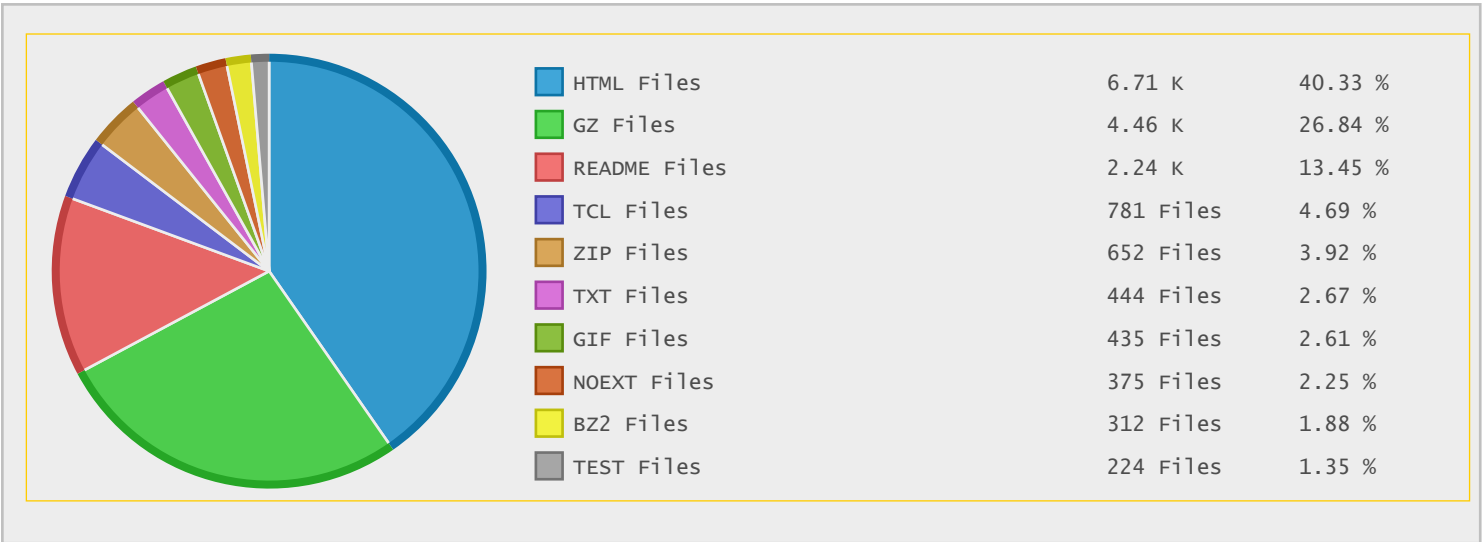 HTML Files 6.71 K 40.33 %
GZ Files 4.46 K 26.84 %
README Files 2.24 K 13.45 %
TCL Files 781 Files 4.69 %
ZIP Files 652 Files 3.92 %
TXT Files 444 Files 2.67 %
GIF Files 435 Files 2.61 %
NOEXT Files 375 Files 2.25 %
BZ2 Files 312 Files 1.88 %
TEST Files 224 Files 1.35 %